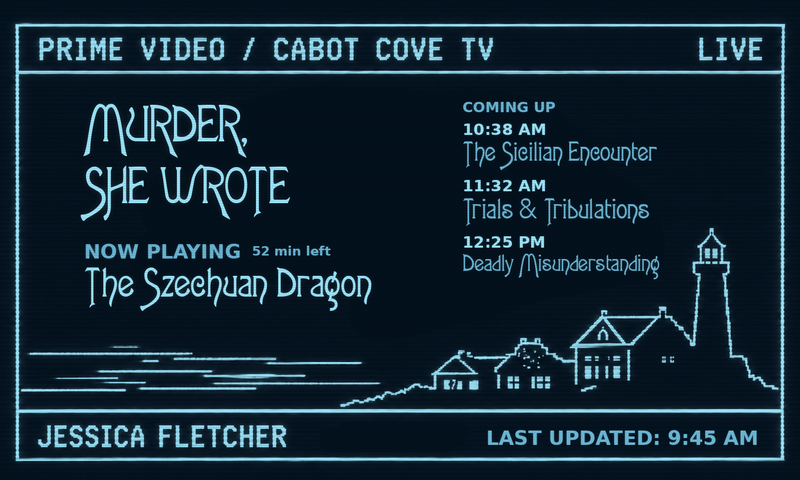 PRIME VIDEO / CABOT COVE TV
LIVE
MURDER,
SHE WROTE
NOW PLAYING 52 min left
The Szechuan Dragon
COMING UP
10:38 AM
The Sicilian Encounter
11:32 AM
Trials & Tribulations
12:25 PM
Deadly Misunderstanding
JESSICA FLETCHER
LAST UPDATED: 9:45 AM